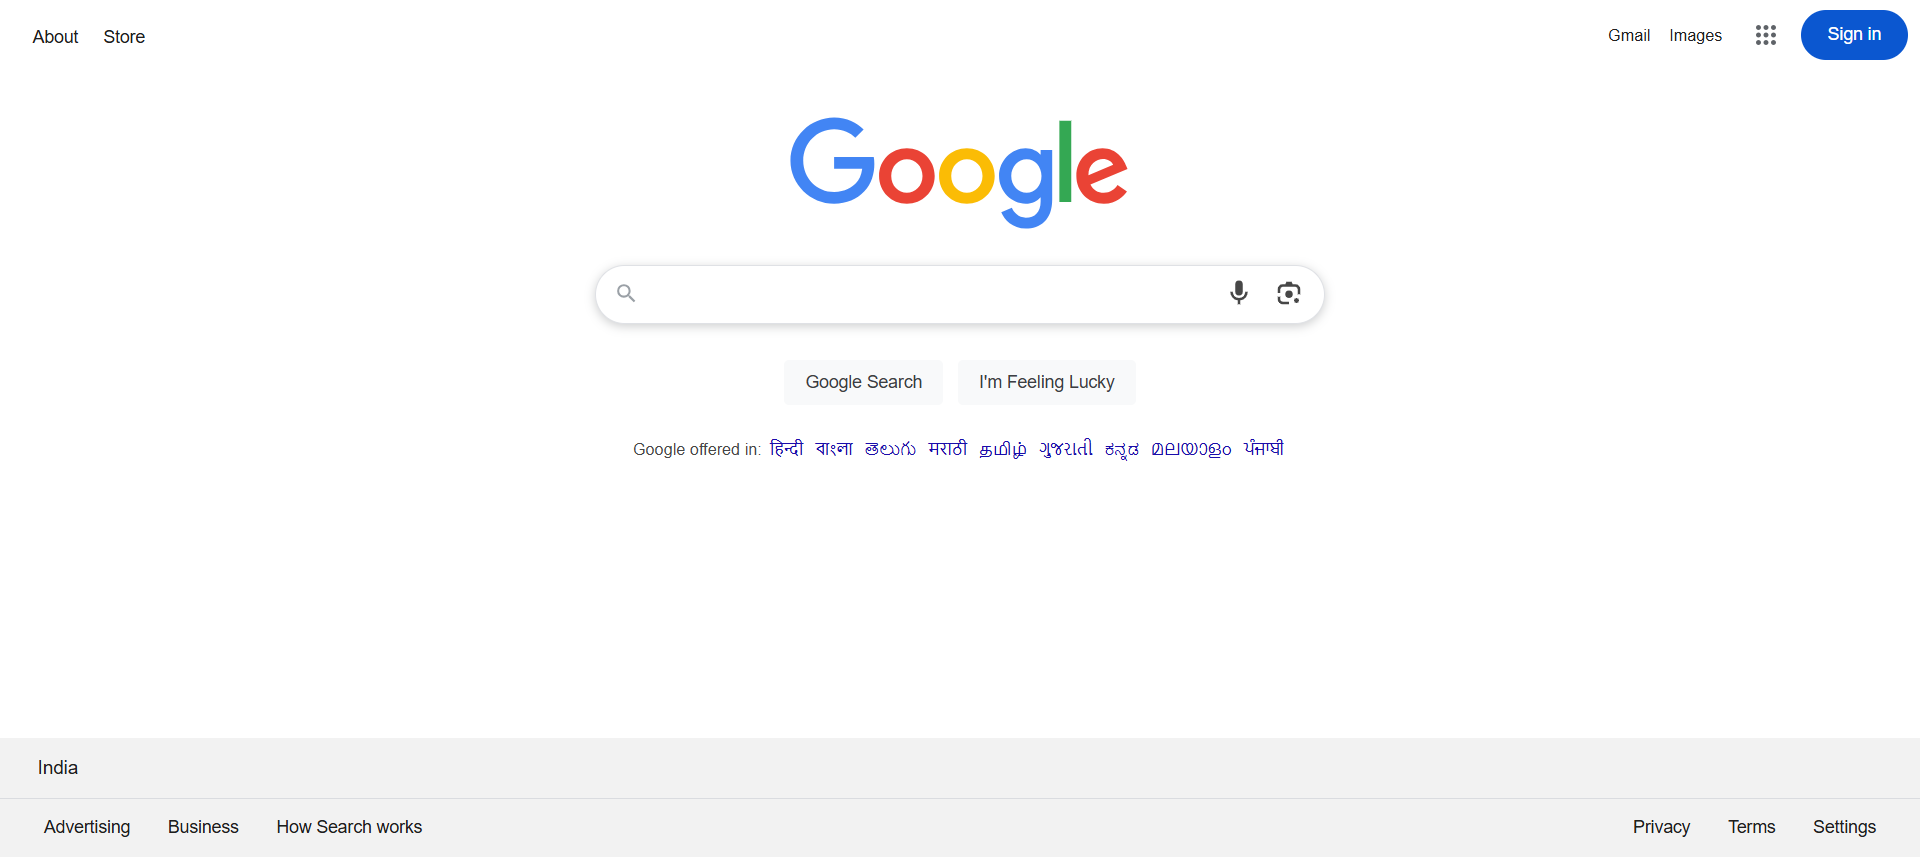 About Store Gmail Images Sign in
Google
Google Search I'm Feeling Lucky
Google offered in: हिन्दी বাংলা తెలుగు मराठी தமிழ் ગુજરાતી ಕನ್ನಡ മലയാളം ਪੰਜਾਬੀ
India
Advertising Business How Search works Privacy Terms Settings